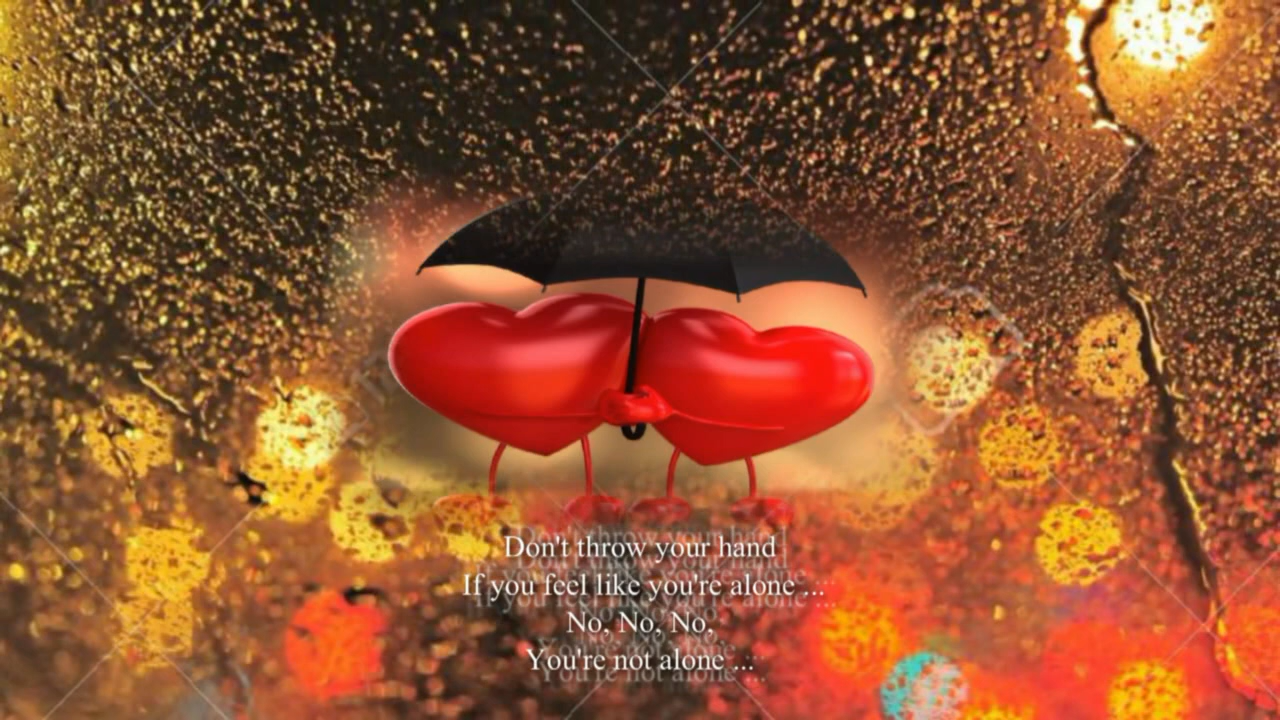 Don't throw your hand
If you feel like you're alone ...
No, No, No,
You're not alone ...